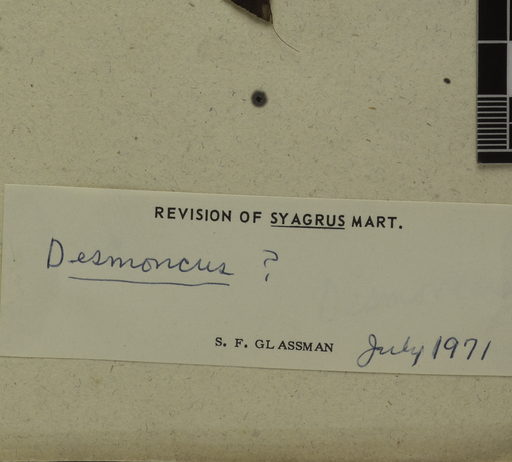 REVISION OF SYAGRUS MART.
Desmoncus ?
S. F. GLASSMAN July 1971